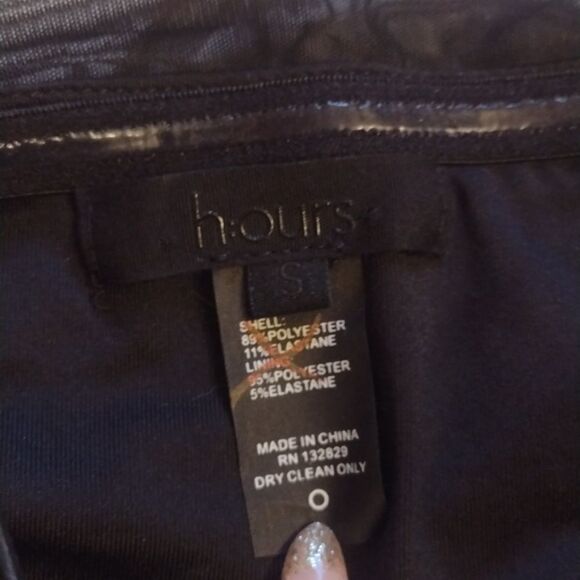 h:ours
S
SHELL:
89%POLYESTER
11%ELASTANE
LINING:
95%POLYESTER
5%ELASTANE
MADE IN CHINA
RN 132829
DRY CLEAN ONLY